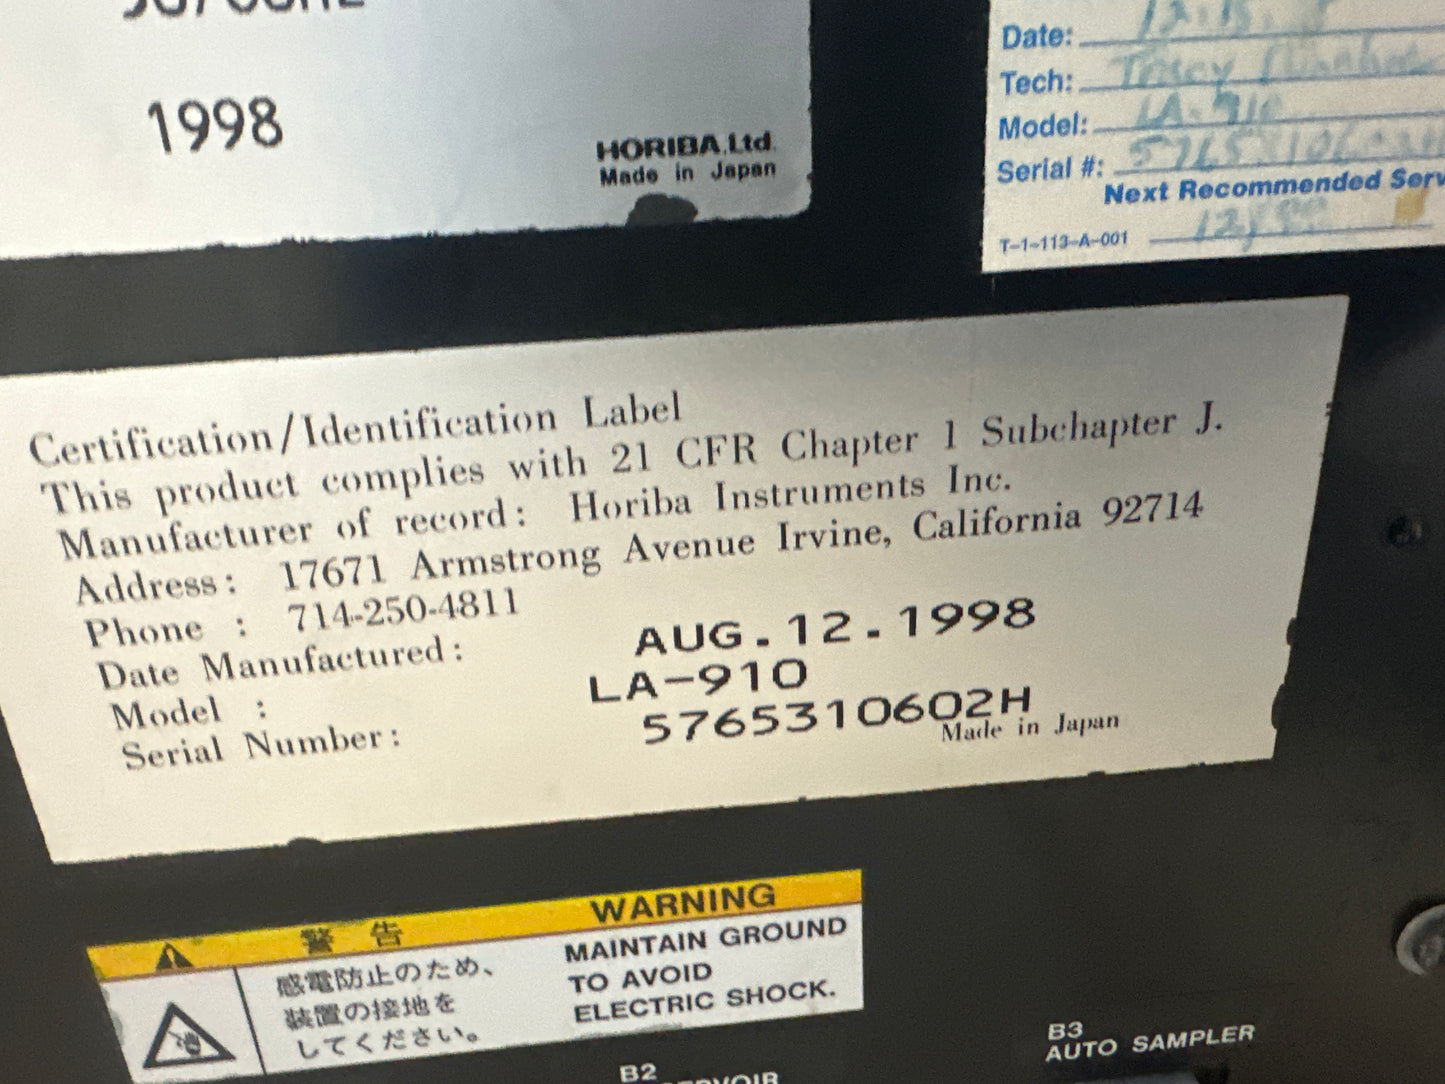 1998
HORIBA,Ltd.
Made in Japan
Date:
Tech:
Model: LA-910
Serial #:
Next Recommended
T-1-113-A-001
Certification/Identification Label
This product complies with 21 CFR Chapter 1 Subchapter J.
Manufacturer of record: Horiba Instruments Inc.
Address: 17671 Armstrong Avenue Irvine, California 92714
Phone : 714-250-4811
Date Manufactured: AUG.12.1998
Model : LA-910
Serial Number: 5765310602H
Made in Japan
警告 WARNING
感電防止のため、
装置の接地を
してください。
MAINTAIN GROUND
TO AVOID
ELECTRIC SHOCK.
B2
B3
AUTO SAMPLER